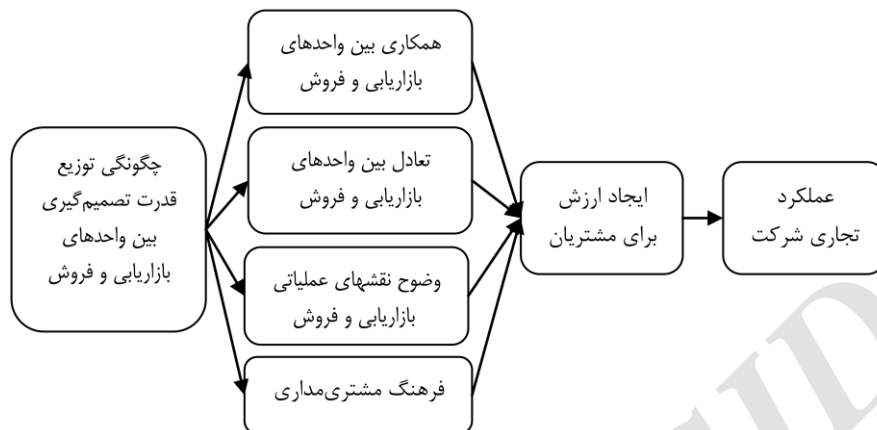 چگونگی توزیع
قدرت تصمیم‌گیری
بین واحدهای
بازاریابی و فروش
همکاری بین واحدهای
بازاریابی و فروش
تعادل بین واحدهای
بازاریابی و فروش
وضوح نقشهای عملیاتی
بازاریابی و فروش
فرهنگ مشتری‌مداری
ایجاد ارزش
برای مشتریان
عملکرد
تجاری شرکت